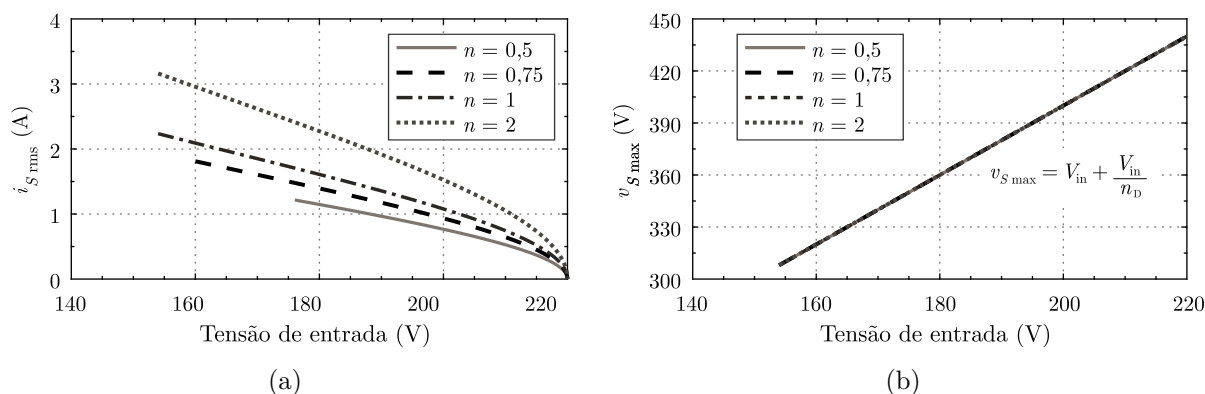 4
3
2
1
0
i_S rms (A)
n = 0,5
n = 0,75
n = 1
n = 2
140 160 180 200 220
Tensão de entrada (V)
(a)
450
420
390
360
330
300
v_S max (V)
n = 0,5
n = 0,75
n = 1
n = 2
v_S max = V_in + V_in / n_D
140 160 180 200 220
Tensão de entrada (V)
(b)